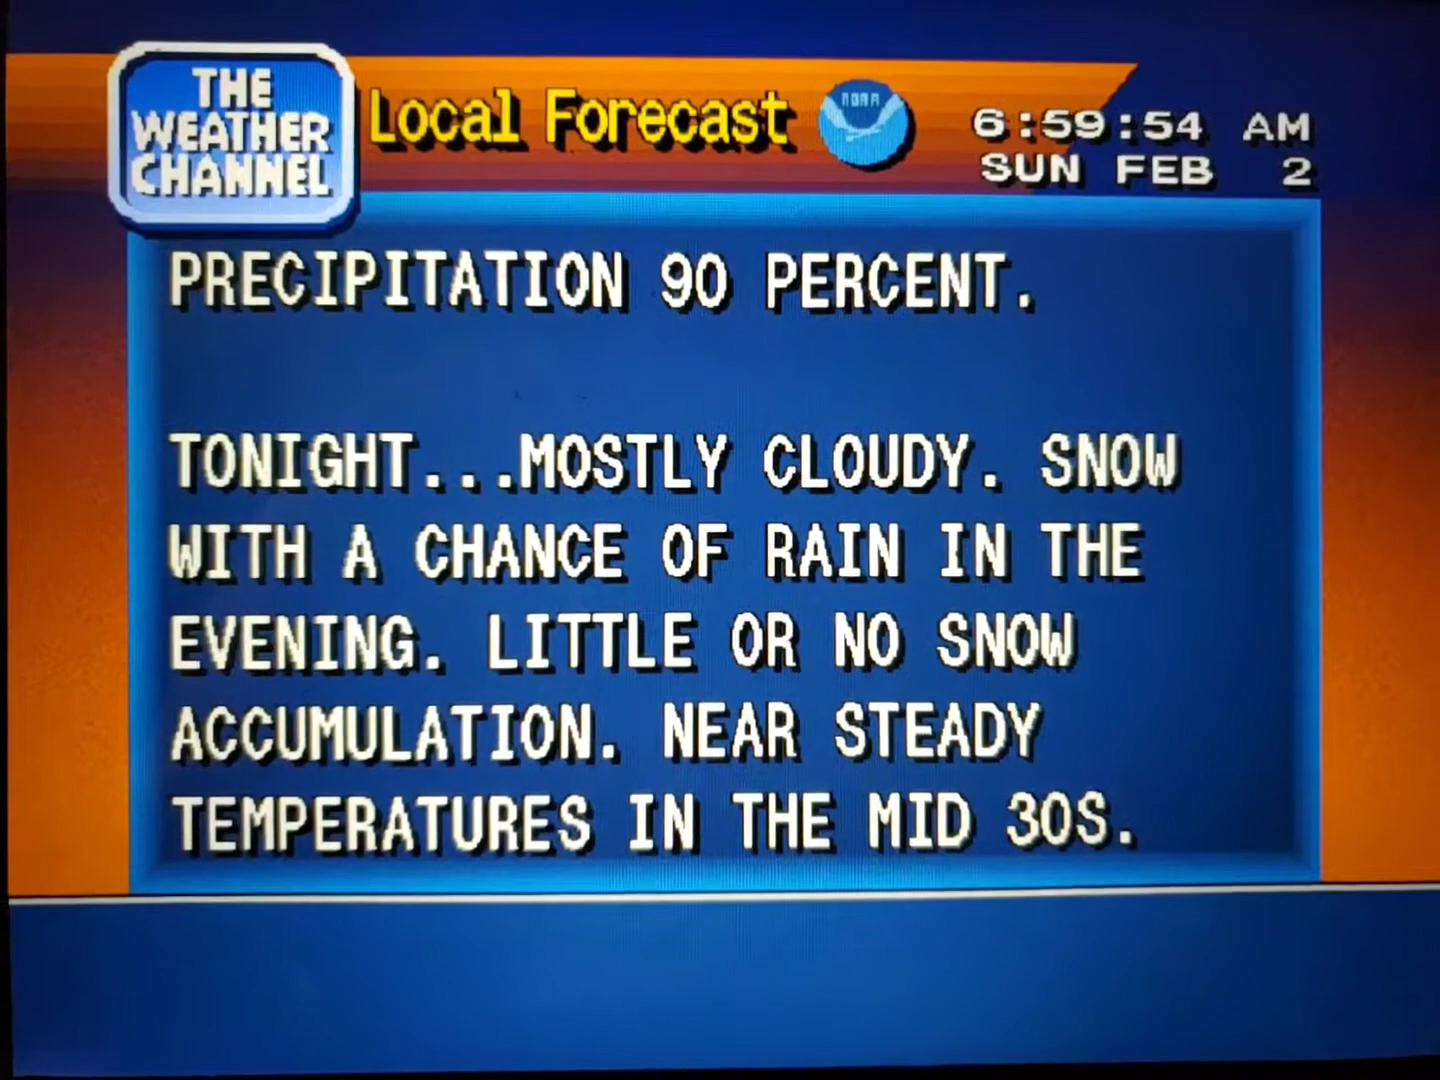 THE
WEATHER
CHANNEL
Local Forecast
NOAA
6:59:54 AM
SUN FEB 2
PRECIPITATION 90 PERCENT.
TONIGHT...MOSTLY CLOUDY. SNOW
WITH A CHANCE OF RAIN IN THE
EVENING. LITTLE OR NO SNOW
ACCUMULATION. NEAR STEADY
TEMPERATURES IN THE MID 30S.